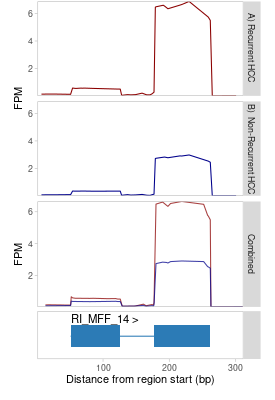 6
4
2
A) Recurrent HCC
FPM
6
4
2
B) Non-Recurrent HCC
6
4
2
Combined
FPM
RI_MFF_14 >
100 200 300
Distance from region start (bp)